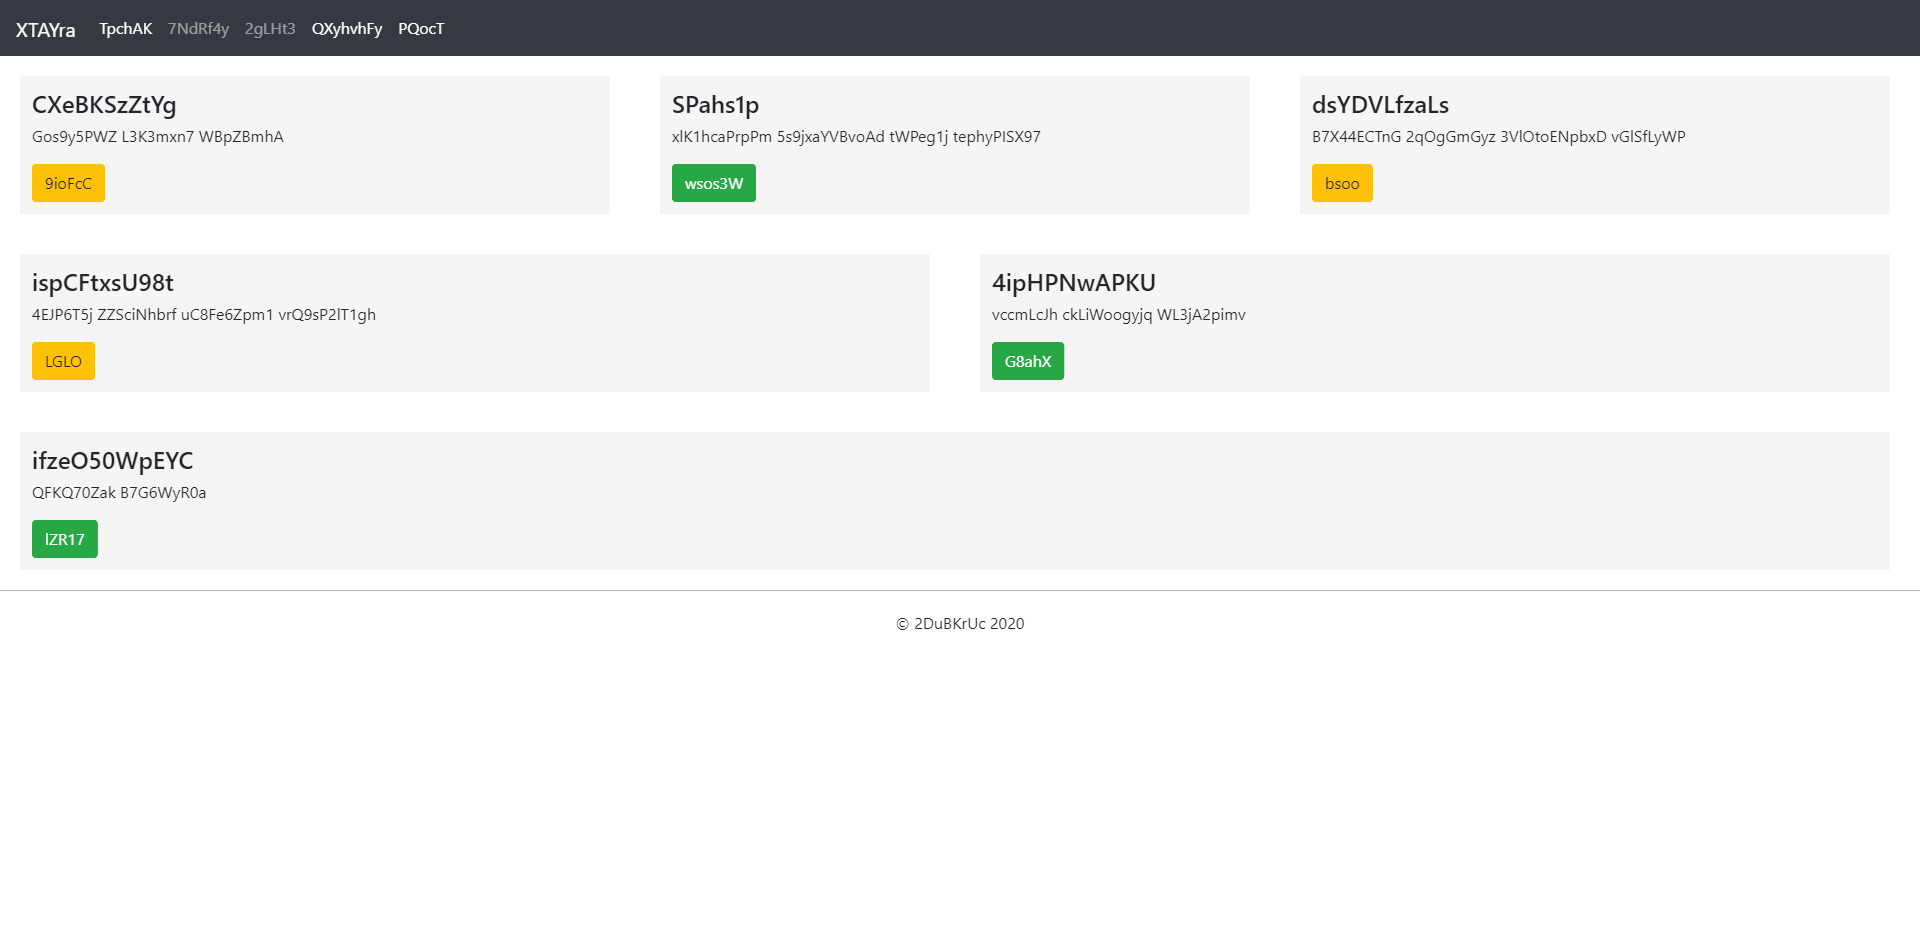 XTAYra TpchAK 7NdRf4y 2gLHt3 QXyhvhFy PQocT
CXeBKSzZtYg
Gos9y5PWZ L3K3mxn7 WBpZBmhA
9ioFcC
SPahs1p
xlK1hcaPrpPm 5s9jxaYVBvoAd tWPeg1j tephyPISX97
wsos3W
dsYDVLfzaLs
B7X44ECTnG 2qOgGmGyz 3VlOtoENpbxD vGlSfLyWP
bsoo
ispCFtxsU98t
4EJP6T5j ZZSciNhbrf uC8Fe6Zpm1 vrQ9sP2lT1gh
LGLO
4ipHPNwAPKU
vccmLcJh ckLiWoogyjq WL3jA2pimv
G8ahX
ifzeO50WpEYC
QFKQ70Zak B7G6WyR0a
lZR17
© 2DuBKrUc 2020